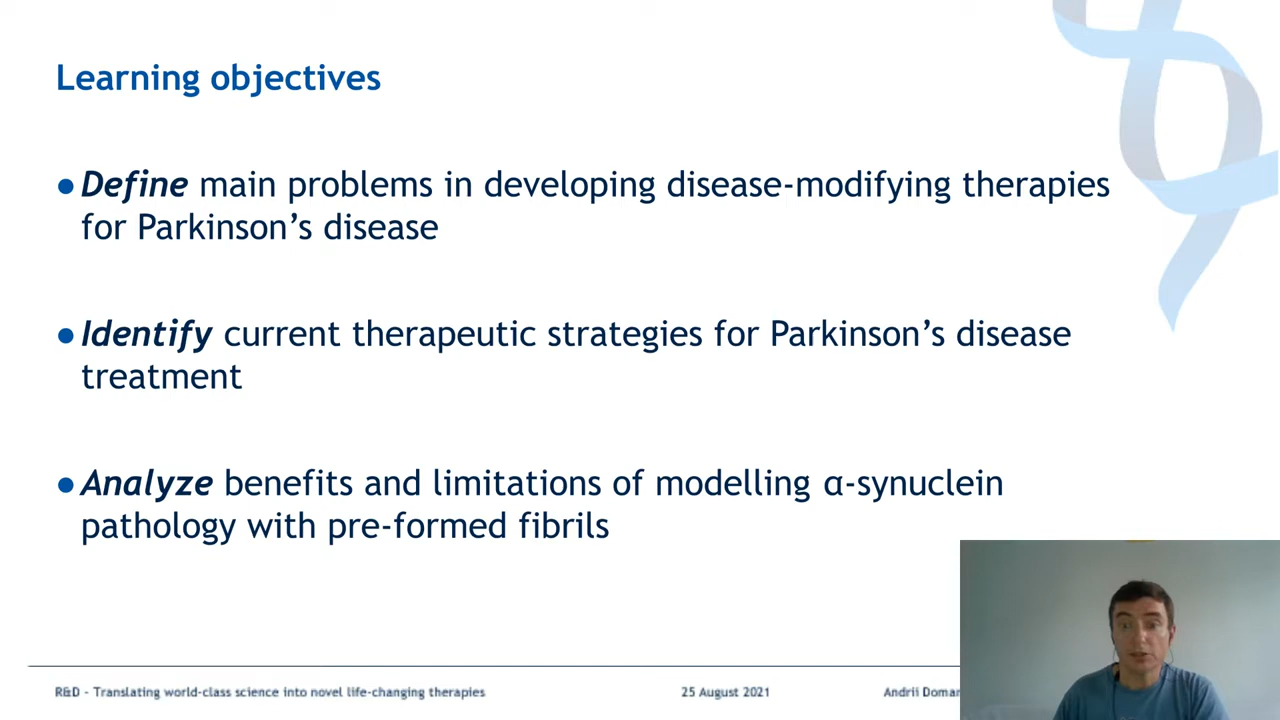 Learning objectives
● Define main problems in developing disease-modifying therapies
for Parkinson’s disease
● Identify current therapeutic strategies for Parkinson’s disease
treatment
● Analyze benefits and limitations of modelling α-synuclein
pathology with pre-formed fibrils
R&D - Translating world-class science into novel life-changing therapies 25 August 2021 Andrii